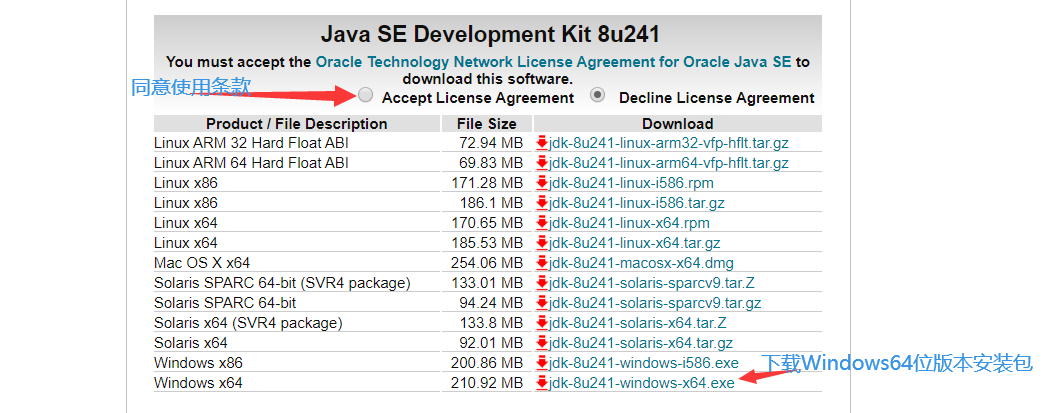 Java SE Development Kit 8u241
You must accept the Oracle Technology Network License Agreement for Oracle Java SE to
download this software.
同意使用条款
Accept License Agreement Decline License Agreement
Product / File Description File Size Download
Linux ARM 32 Hard Float ABI 72.94 MB jdk-8u241-linux-arm32-vfp-hflt.tar.gz
Linux ARM 64 Hard Float ABI 69.83 MB jdk-8u241-linux-arm64-vfp-hflt.tar.gz
Linux x86 171.28 MB jdk-8u241-linux-i586.rpm
Linux x86 186.1 MB jdk-8u241-linux-i586.tar.gz
Linux x64 170.65 MB jdk-8u241-linux-x64.rpm
Linux x64 185.53 MB jdk-8u241-linux-x64.tar.gz
Mac OS X x64 254.06 MB jdk-8u241-macosx-x64.dmg
Solaris SPARC 64-bit (SVR4 package) 133.01 MB jdk-8u241-solaris-sparcv9.tar.Z
Solaris SPARC 64-bit 94.24 MB jdk-8u241-solaris-sparcv9.tar.gz
Solaris x64 (SVR4 package) 133.8 MB jdk-8u241-solaris-x64.tar.Z
Solaris x64 92.01 MB jdk-8u241-solaris-x64.tar.gz
Windows x86 200.86 MB jdk-8u241-windows-i586.exe
下载Windows64位版本安装包
Windows x64 210.92 MB jdk-8u241-windows-x64.exe